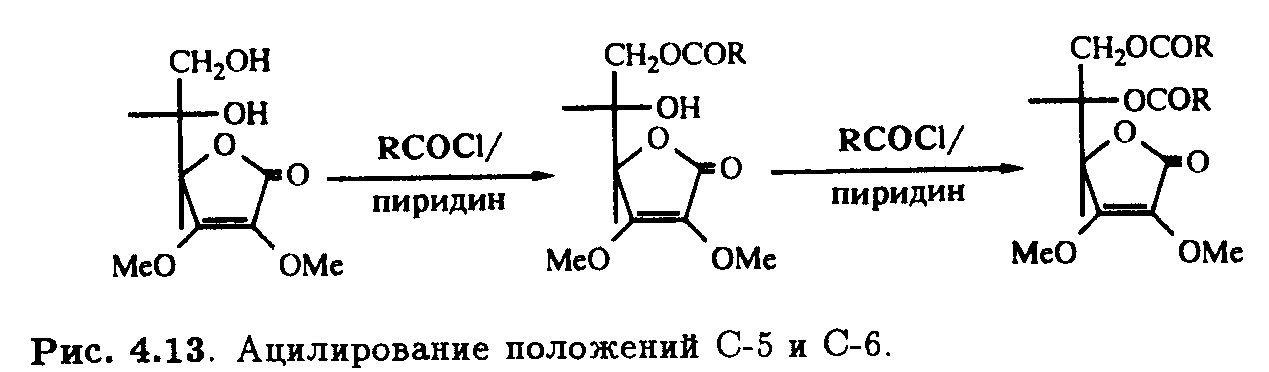 CH₂OH
OH
O
O
MeO
OMe
RCOCl/
пиридин
CH₂OCOR
OH
O
O
MeO
OMe
RCOCl/
пиридин
CH₂OCOR
OCOR
O
O
MeO
OMe
Рис. 4.13. Ацилирование положений C-5 и C-6.